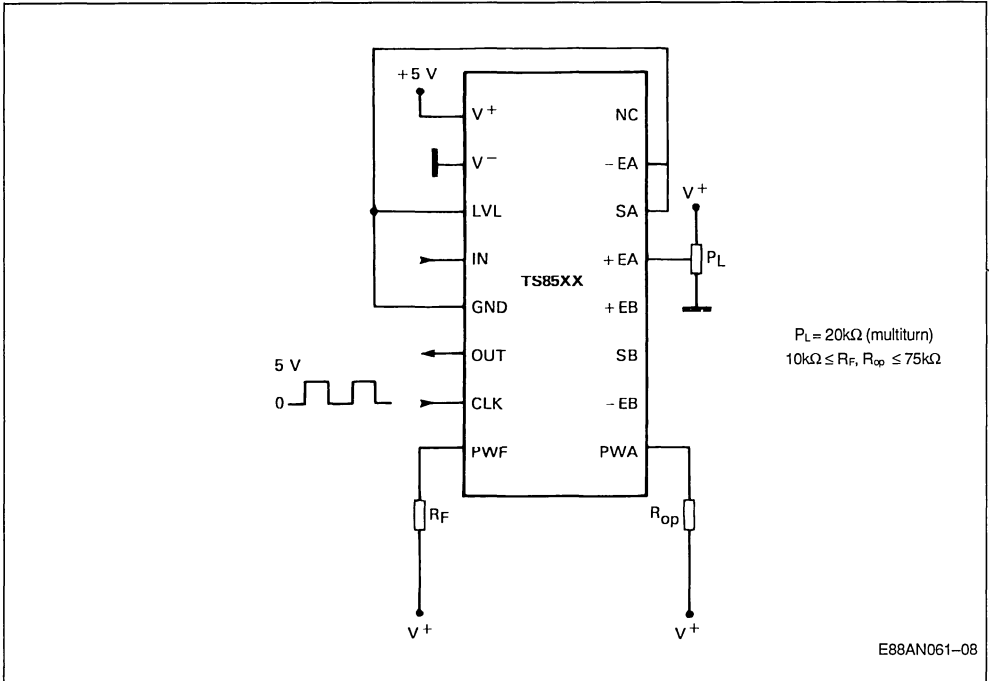 +5 V
V+ NC
V− −EA
V+
LVL SA
IN +EA PL
TS85XX
GND +EB
PL = 20kΩ (multiturn)
OUT SB
10kΩ ≤ RF, Rop ≤ 75kΩ
5 V
0
CLK −EB
PWF PWA
RF Rop
V+ V+
E88AN061–08